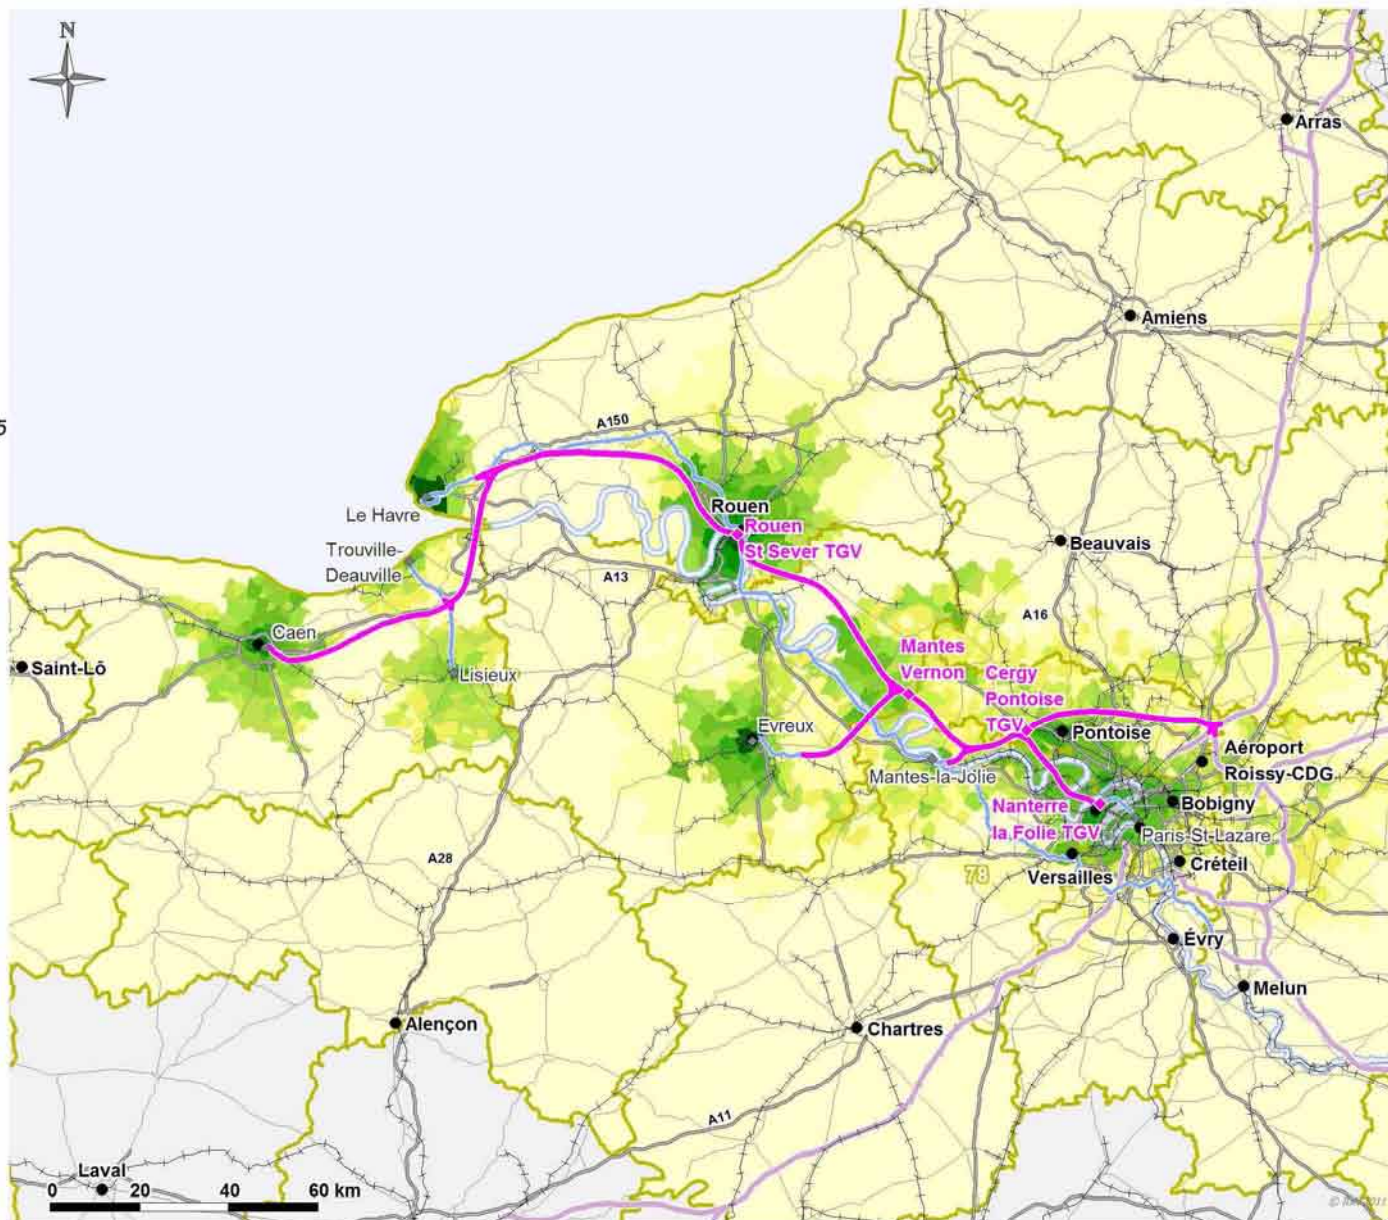 N
Arras
Amiens
5
A150
Le Havre
Rouen
Rouen
St Sever TGV
Trouville-
Deauville
A13
Beauvais
A16
Caen
Saint-Lô
Lisieux
Mantes
Vernon
Cergy
Pontoise
TGV
Evreux
Pontoise
Mantes-la-Jolie
Aéroport
Roissy-CDG
Nanterre
la Folie TGV
Bobigny
Paris-St-Lazare
A28
78
Versailles
Créteil
Évry
Melun
Alençon
Chartres
A11
Laval
0 20 40 60 km